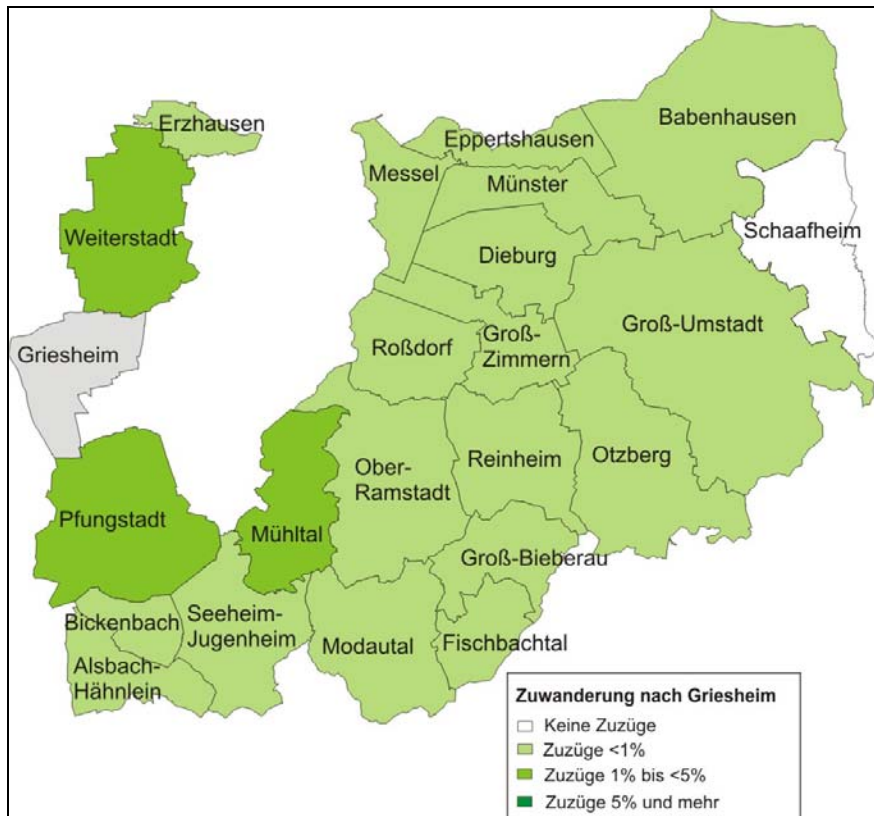 Erzhausen
Babenhausen
Eppertshausen
Messel
Münster
Weiterstadt
Schaafheim
Dieburg
Groß-Umstadt
Griesheim
Roßdorf
Groß-
Zimmern
Ober-
Ramstadt
Reinheim
Otzberg
Pfungstadt
Mühltal
Groß-Bieberau
Bickenbach
Seeheim-
Jugenheim
Modautal
Fischbachtal
Alsbach-
Hähnlein
Zuwanderung nach Griesheim
Keine Zuzüge
Zuzüge <1%
Zuzüge 1% bis <5%
Zuzüge 5% und mehr